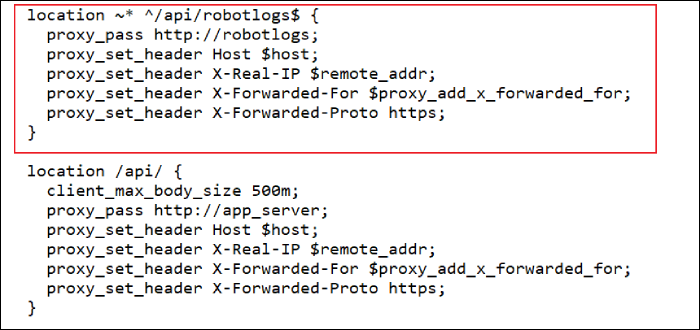 location ~* ^/api/robotlogs$ {
proxy_pass http://robotlogs;
proxy_set_header Host $host;
proxy_set_header X-Real-IP $remote_addr;
proxy_set_header X-Forwarded-For $proxy_add_x_forwarded_for;
proxy_set_header X-Forwarded-Proto https;
}
location /api/ {
client_max_body_size 500m;
proxy_pass http://app_server;
proxy_set_header Host $host;
proxy_set_header X-Real-IP $remote_addr;
proxy_set_header X-Forwarded-For $proxy_add_x_forwarded_for;
proxy_set_header X-Forwarded-Proto https;
}